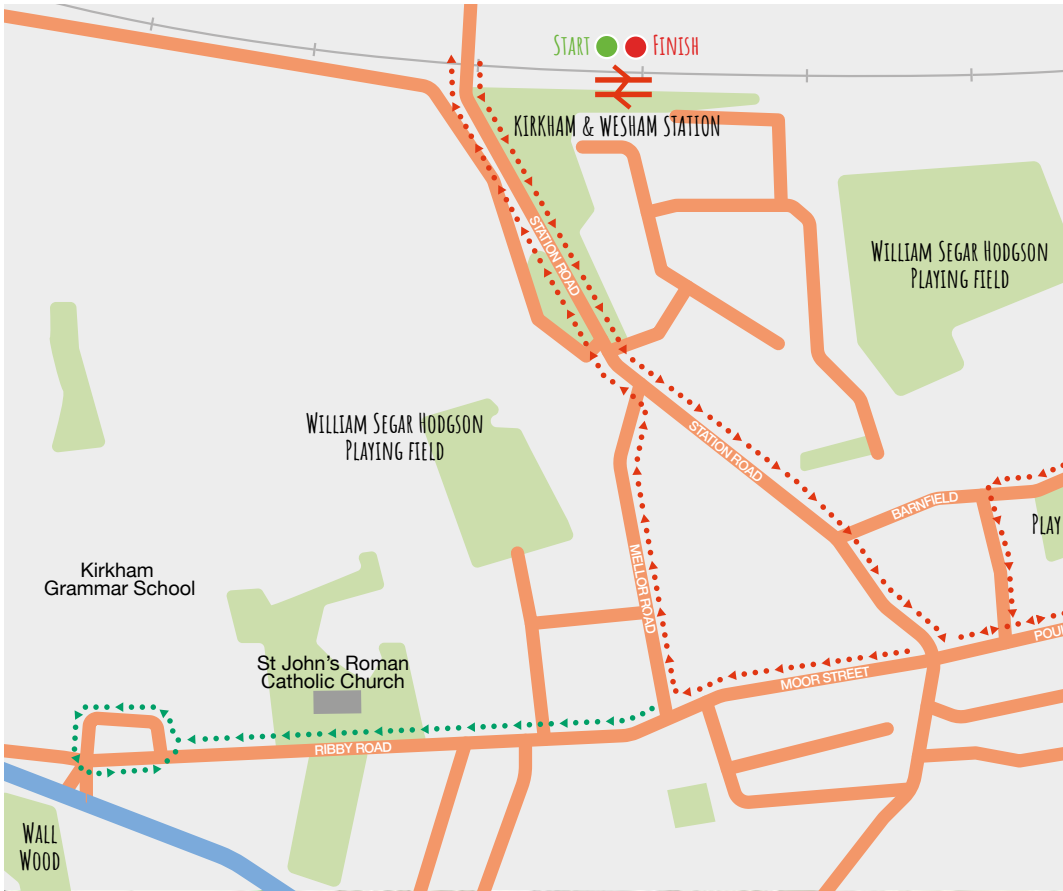 START
FINISH
KIRKHAM & WESHAM STATION
STATION ROAD
WILLIAM SEGAR HODGSON
PLAYING FIELD
WILLIAM SEGAR HODGSON
PLAYING FIELD
STATION ROAD
BARNFIELD
PLAY
Kirkham
Grammar School
MELLOR ROAD
POUL
St John's Roman
Catholic Church
MOOR STREET
RIBBY ROAD
WALL
WOOD